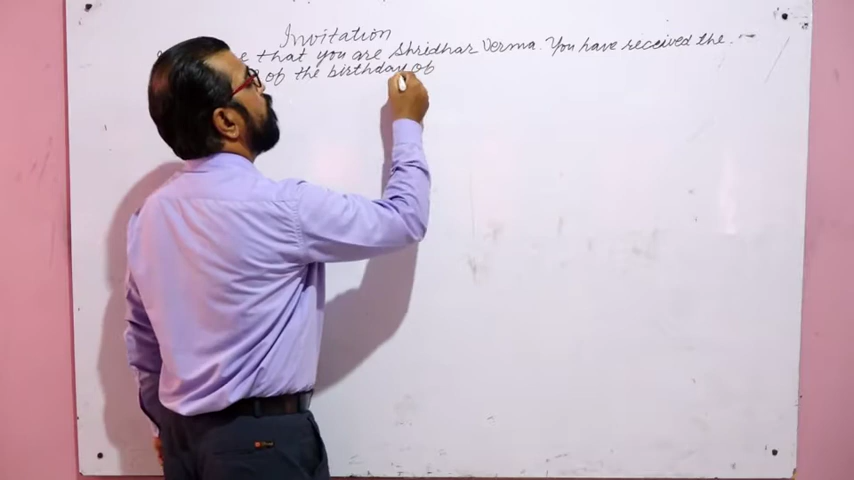 Invitation
that you are Shridhar Verma. You have received the.
of the birthday of